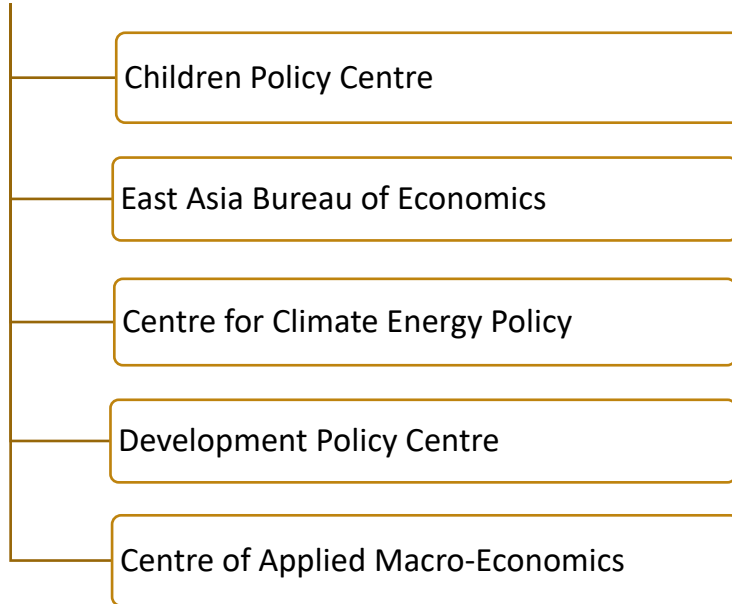 Children Policy Centre
East Asia Bureau of Economics
Centre for Climate Energy Policy
Development Policy Centre
Centre of Applied Macro-Economics